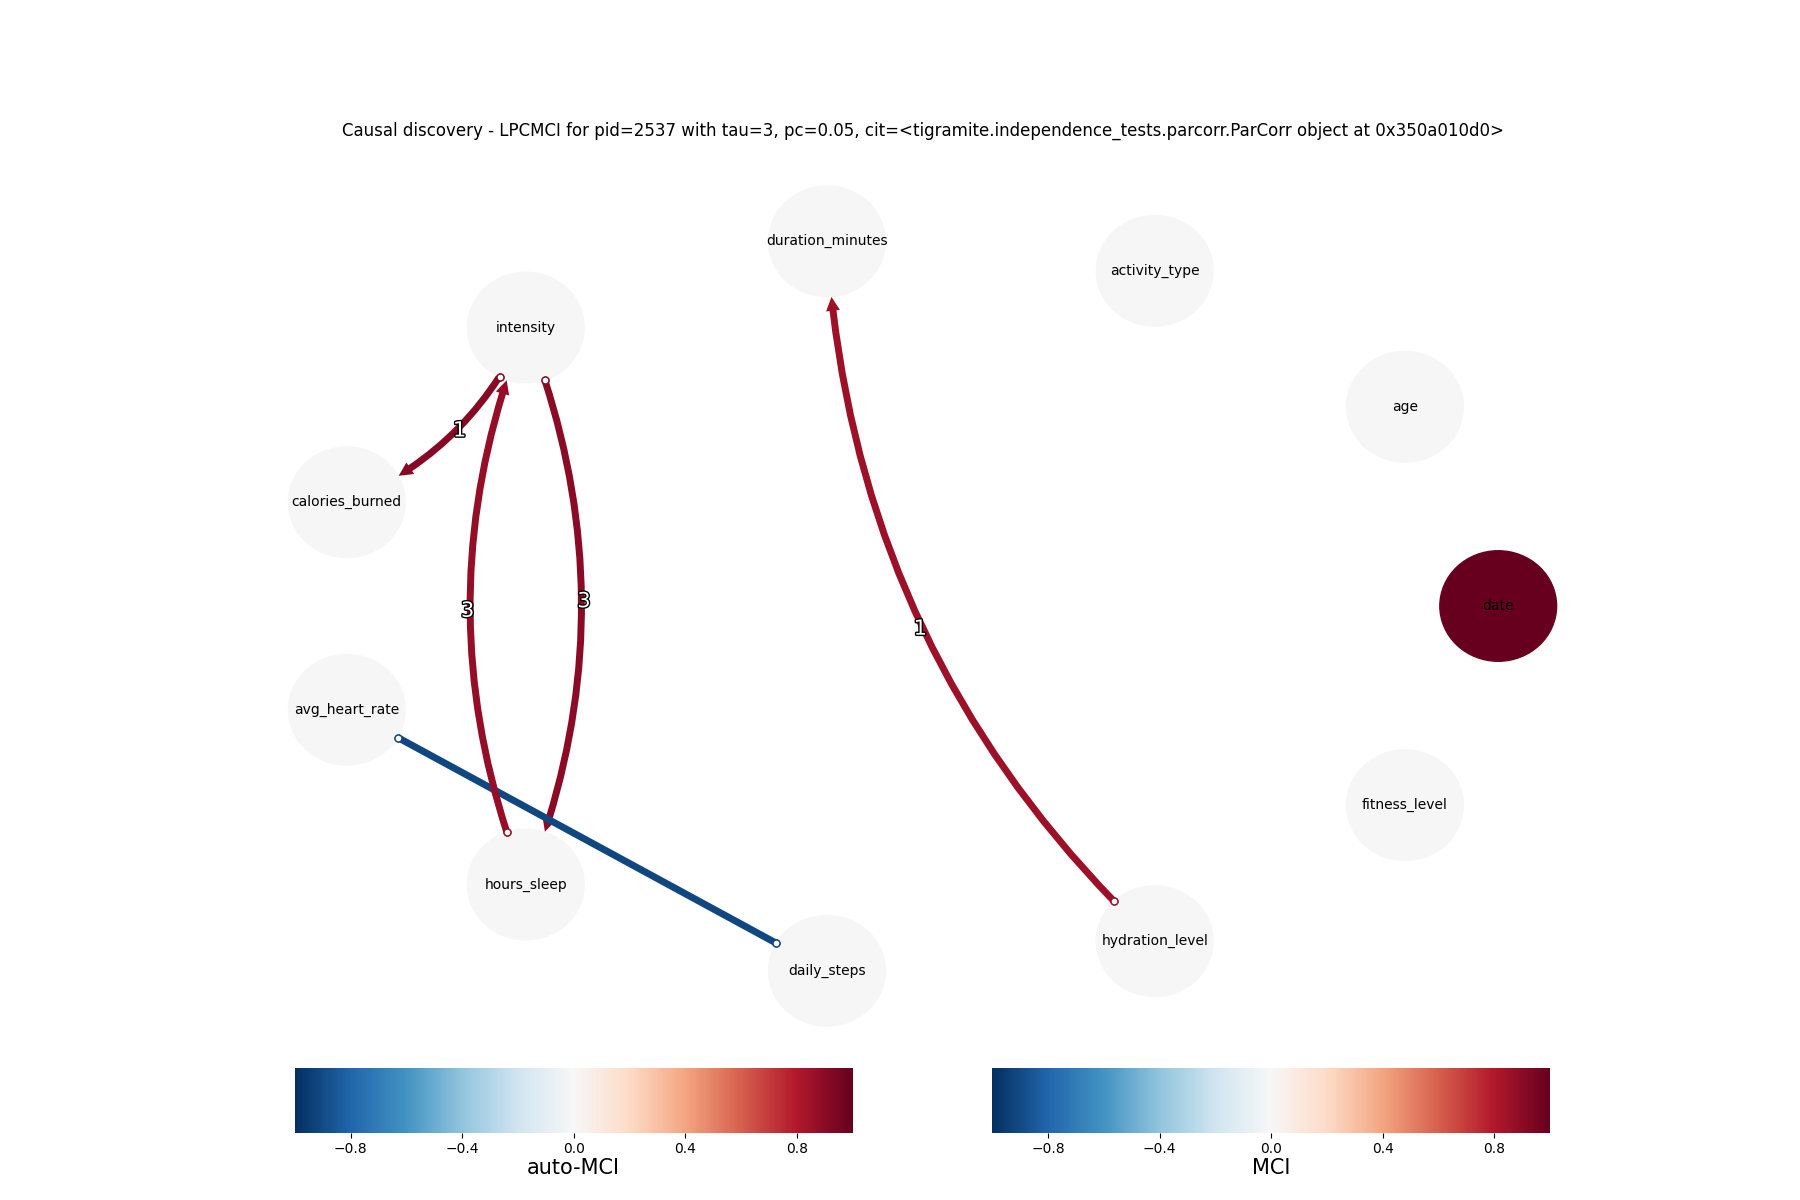 Causal discovery - LPCMCI for pid=2537 with tau=3, pc=0.05, cit=<tigramite.independence_tests.parcorr.ParCorr object at 0x350a010d0>
duration_minutes
activity_type
intensity
age
1
calories_burned
3
3
date
1
avg_heart_rate
fitness_level
hours_sleep
hydration_level
daily_steps
−0.8 −0.4 0.0 0.4 0.8
auto-MCI
−0.8 −0.4 0.0 0.4 0.8
MCI